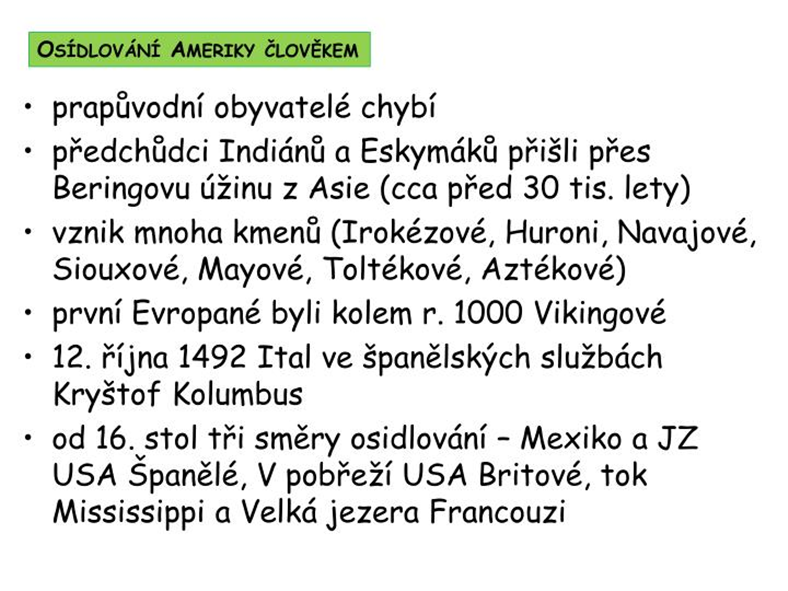 Osídlování Ameriky člověkem
• prapůvodní obyvatelé chybí
• předchůdci Indiánů a Eskymáků přišli přes
Beringovu úžinu z Asie (cca před 30 tis. lety)
• vznik mnoha kmenů (Irokézové, Huroni, Navajové,
Siouxové, Mayové, Toltékové, Aztékové)
• první Evropané byli kolem r. 1000 Vikingové
• 12. října 1492 Ital ve španělských službách
Kryštof Kolumbus
• od 16. stol tři směry osidlování – Mexiko a JZ
USA Španělé, V pobřeží USA Britové, tok
Mississippi a Velká jezera Francouzi